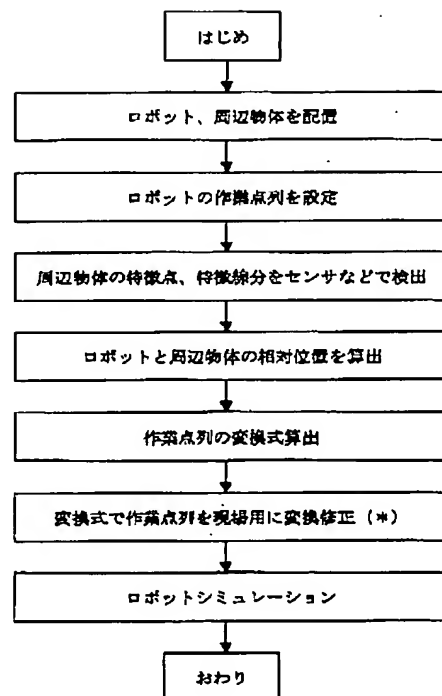 はじめ
ロボット、周辺物体を配置
ロボットの作業点列を設定
周辺物体の特徴点、特徴線分をセンサなどで検出
ロボットと周辺物体の相対位置を算出
作業点列の変換式算出
変換式で作業点列を現場用に変換修正（＊）
ロボットシミュレーション
おわり